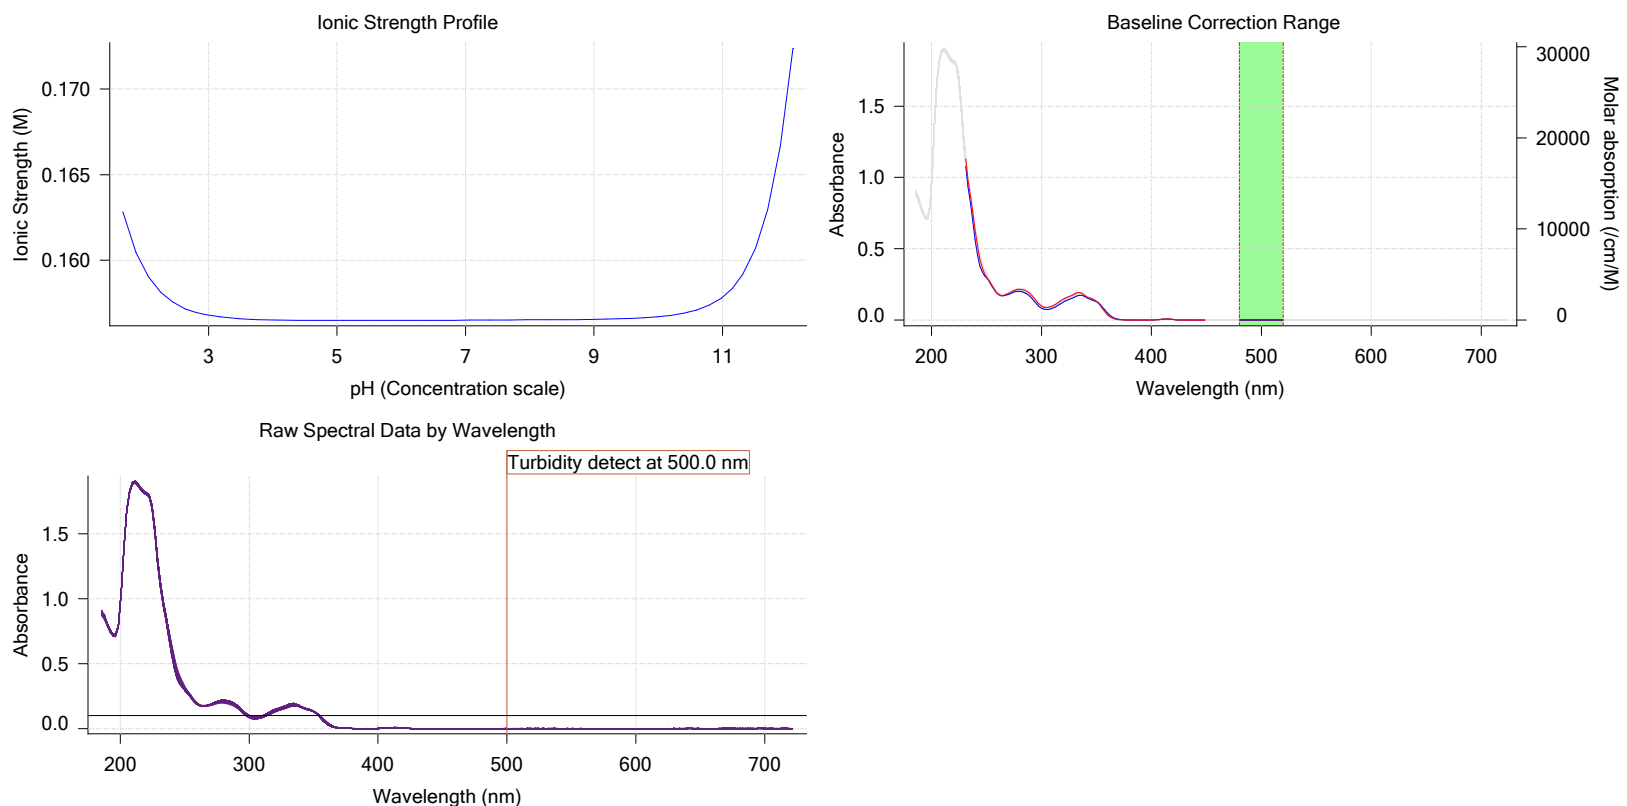 Ionic Strength Profile
Ionic Strength (M)
0.170
0.165
0.160
3 5 7 9 11
pH (Concentration scale)
Baseline Correction Range
Absorbance
1.5
1.0
0.5
0.0
30000
20000
10000
0
Molar absorption (/cm/M)
200 300 400 500 600 700
Wavelength (nm)
Raw Spectral Data by Wavelength
Turbidity detect at 500.0 nm
Absorbance
1.5
1.0
0.5
0.0
200 300 400 500 600 700
Wavelength (nm)